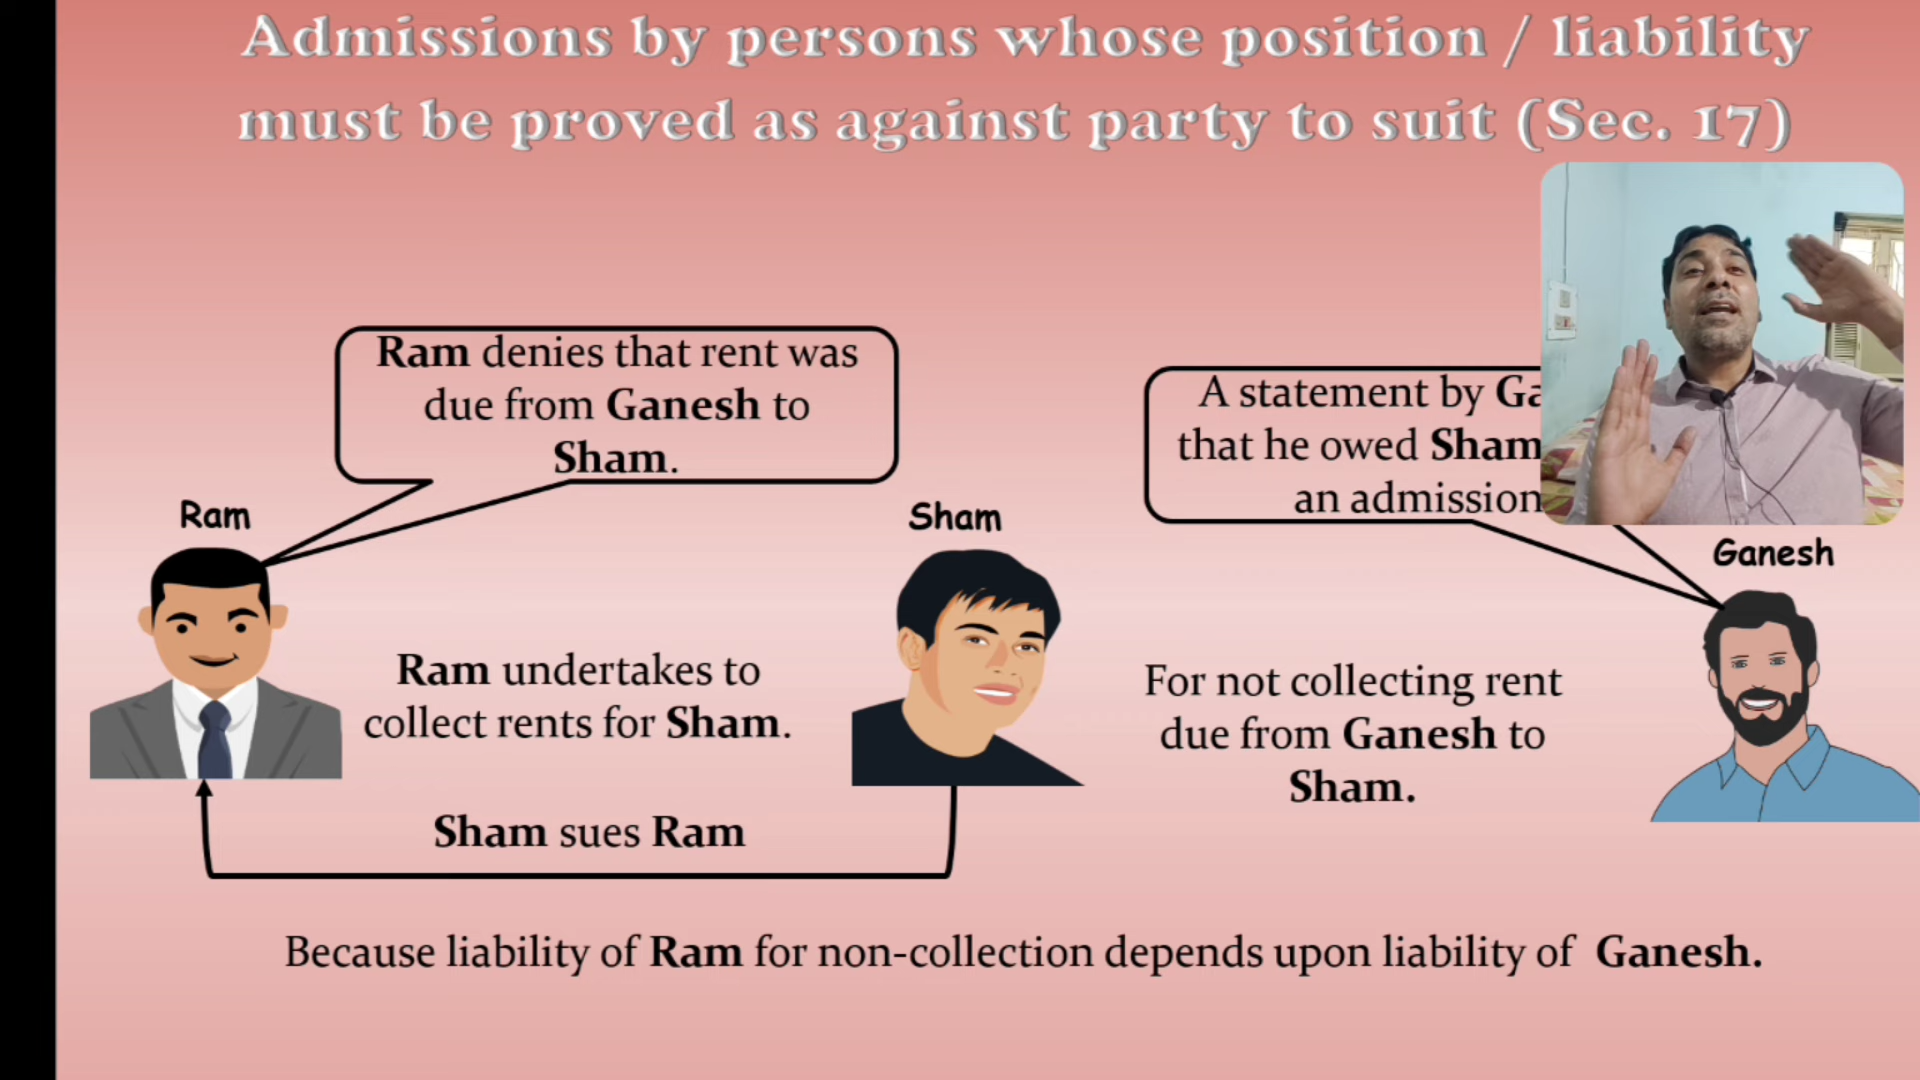 Admissions by persons whose position / liability
must be proved as against party to suit (Sec. 17)
Ram denies that rent was
due from Ganesh to
Sham.
A statement by
that he owed Sham
an admission
Ram
Sham
Ganesh
Ram undertakes to
collect rents for Sham.
For not collecting rent
due from Ganesh to
Sham.
Sham sues Ram
Because liability of Ram for non-collection depends upon liability of Ganesh.